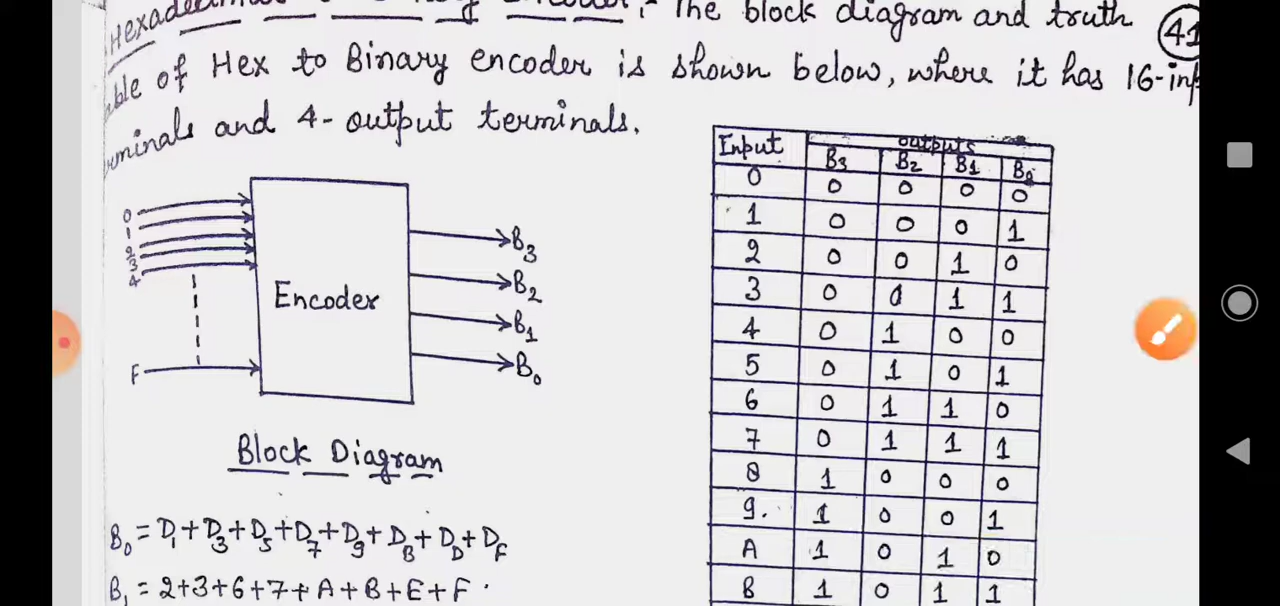 Hexadecimal Encoder:- The block diagram and truth
41
able of Hex to Binary encoder is shown below, where it has 16-inp
rminals and 4-output terminals.
0
1
2
3
4
F
Encoder
B3
B2
B1
B0
Block Diagram
B0 = D1+D3+D5+D7+D9+DB+DD+DF
B1 = 2+3+6+7+A+B+E+F
Input outputs
B3 B2 B1 B0
0 0 0 0 0
1 0 0 0 1
2 0 0 1 0
3 0 0 1 1
4 0 1 0 0
5 0 1 0 1
6 0 1 1 0
7 0 1 1 1
8 1 0 0 0
9. 1 0 0 1
A 1 0 1 0
B 1 0 1 1